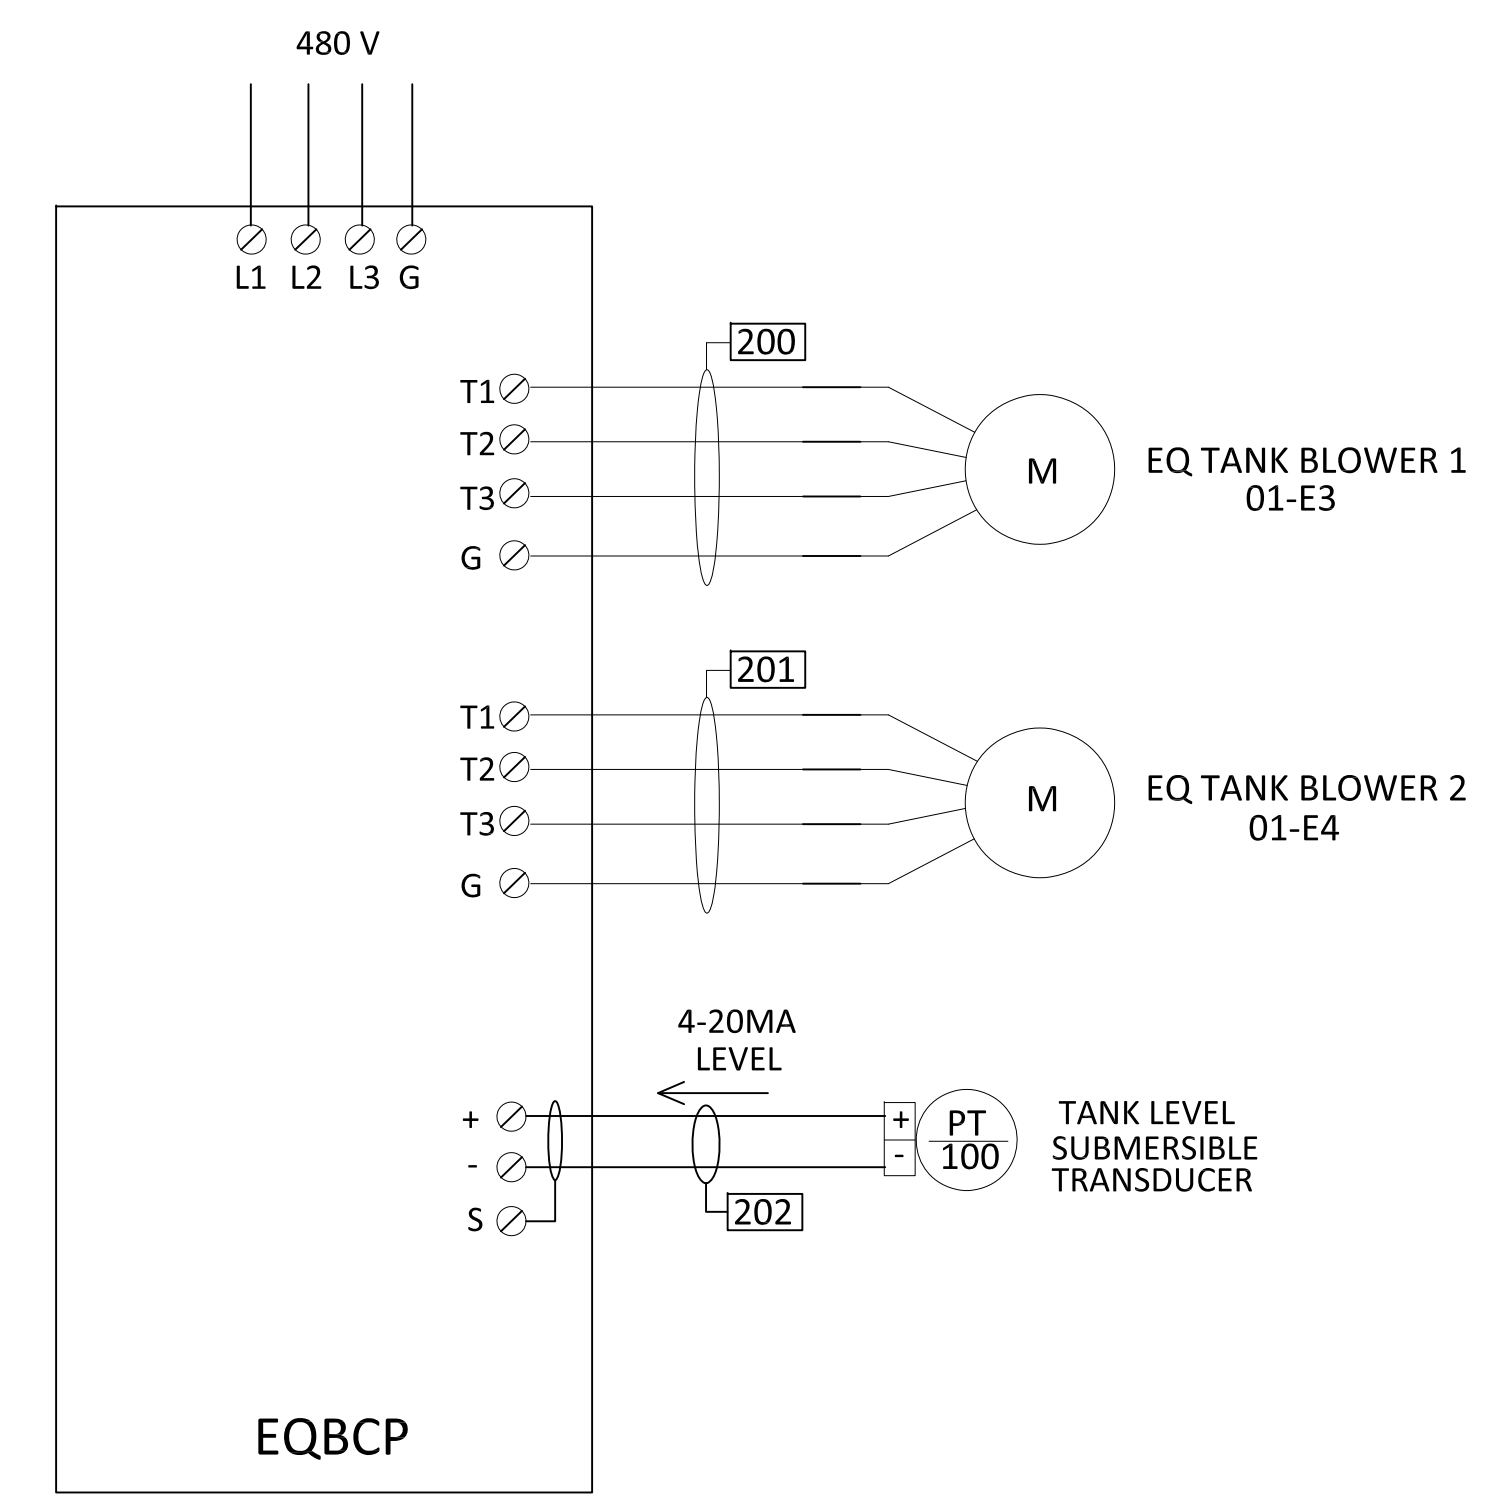 480 V
L1 L2 L3 G
200
T1
T2
T3
G
M
EQ TANK BLOWER 1
01-E3
201
T1
T2
T3
G
M
EQ TANK BLOWER 2
01-E4
4-20MA
LEVEL
+
-
S
+
-
PT
100
TANK LEVEL
SUBMERSIBLE
TRANSDUCER
202
EQBCP